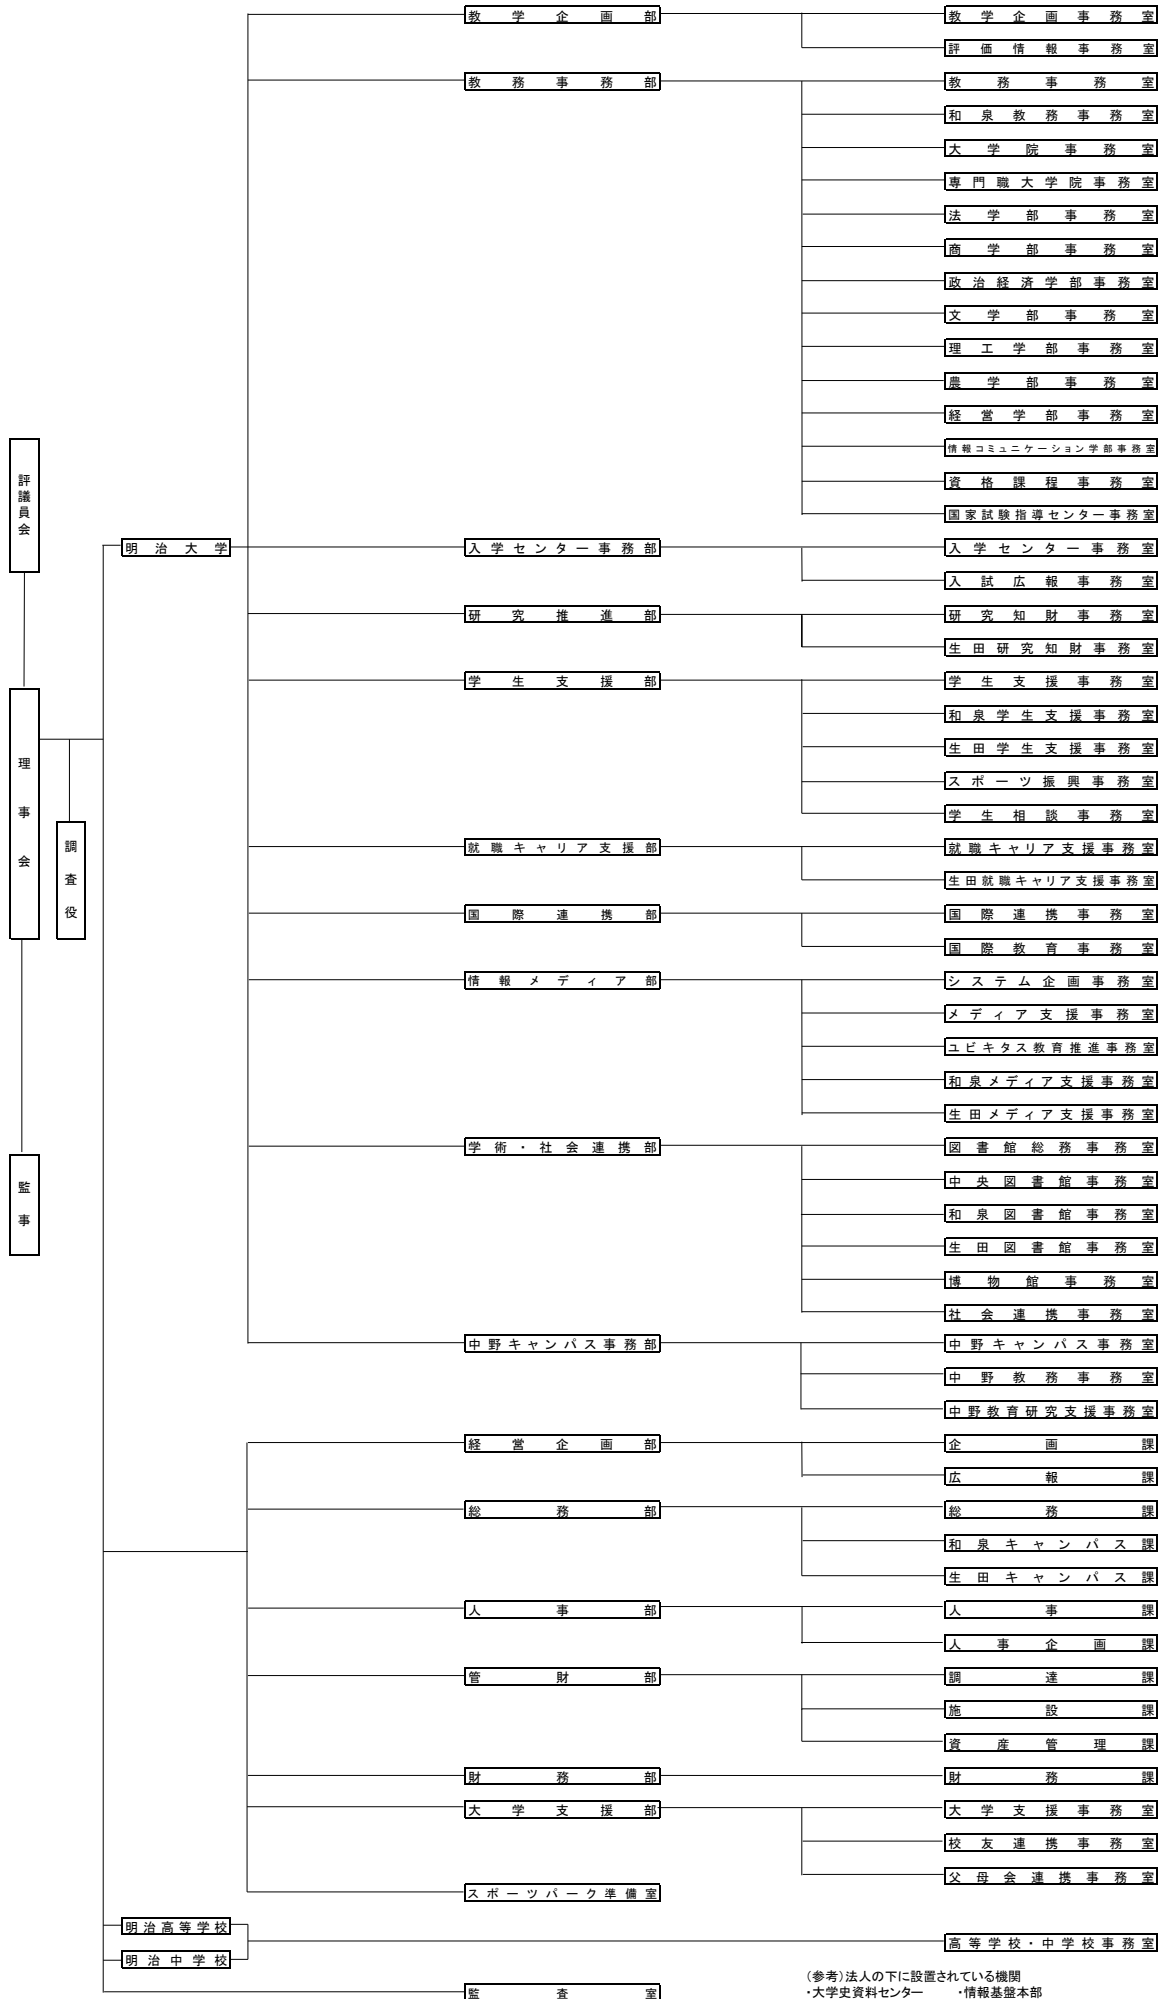 評議員会
理事会
監事
調査役
明治大学
教学企画部
教学企画事務室
評価情報事務室
教務事務部
教務事務室
和泉教務事務室
大学院事務室
専門職大学院事務室
法学部事務室
商学部事務室
政治経済学部事務室
文学部事務室
理工学部事務室
農学部事務室
経営学部事務室
情報コミュニケーション学部事務室
資格課程事務室
国家試験指導センター事務室
入学センター事務部
入学センター事務室
入試広報事務室
研究推進部
研究知財事務室
生田研究知財事務室
学生支援部
学生支援事務室
和泉学生支援事務室
生田学生支援事務室
スポーツ振興事務室
学生相談事務室
就職キャリア支援部
就職キャリア支援事務室
生田就職キャリア支援事務室
国際連携部
国際連携事務室
国際教育事務室
情報メディア部
システム企画事務室
メディア支援事務室
ユビキタス教育推進事務室
和泉メディア支援事務室
生田メディア支援事務室
学術・社会連携部
図書館総務事務室
中央図書館事務室
和泉図書館事務室
生田図書館事務室
博物館事務室
社会連携事務室
中野キャンパス事務部
中野キャンパス事務室
中野教務事務室
中野教育研究支援事務室
経営企画部
企画課
広報課
総務部
総務課
和泉キャンパス課
生田キャンパス課
人事部
人事課
人事企画課
管財部
調達課
施設課
資産管理課
財務部
財務課
大学支援部
大学支援事務室
校友連携事務室
父母会連携事務室
スポーツパーク準備室
明治高等学校
明治中学校
高等学校・中学校事務室
監査室
（参考）法人の下に設置されている機関
・大学史資料センター　　・情報基盤本部